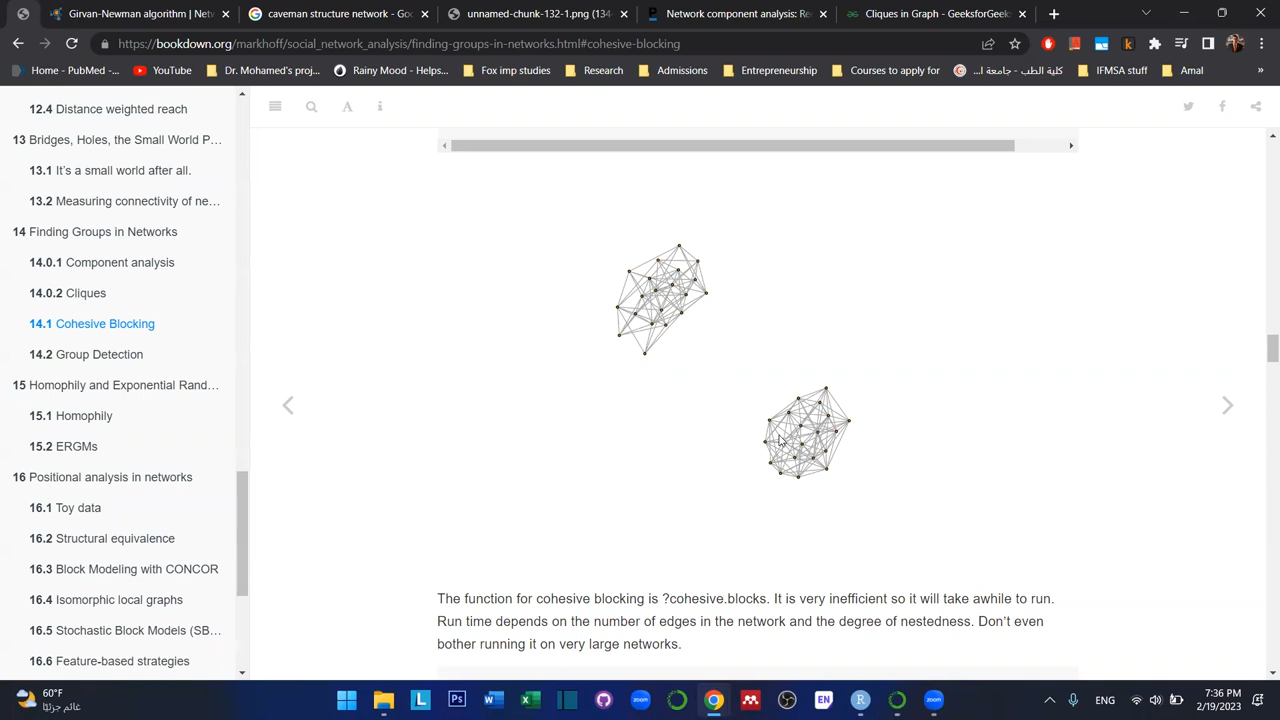 Newman-Girvan Algorithm | Netw
caveman structure network - Goo
unnamed-chunk-132-1.png (134
Network component analysis: Re
Cliques in Graph - GeeksforGeek
https://bookdown.org/markhoff/social_network_analysis/finding-groups-in-networks.html#cohesive-blocking
Home - PubMed -...
YouTube
Dr. Mohamed's proj...
Rainy Mood - Helps...
Fox imp studies
Research
Admissions
Entrepreneurship
Courses to apply for
كلية الطب - جامعة ا...
IFMSA stuff
Amal
»
12.4 Distance weighted reach
13 Bridges, Holes, the Small World P…
13.1 It's a small world after all.
13.2 Measuring connectivity of ne…
14 Finding Groups in Networks
14.0.1 Component analysis
14.0.2 Cliques
14.1 Cohesive Blocking
14.2 Group Detection
15 Homophily and Exponential Rand…
15.1 Homophily
15.2 ERGMs
16 Positional analysis in networks
16.1 Toy data
16.2 Structural equivalence
16.3 Block Modeling with CONCOR
16.4 Isomorphic local graphs
16.5 Stochastic Block Models (SB…
16.6 Feature-based strategies
The function for cohesive blocking is ?cohesive.blocks. It is very inefficient so it will take awhile to run.
Run time depends on the number of edges in the network and the degree of nestedness. Don't even
bother running it on very large networks.
60°F
غائم جزئيًا
zoom
EN
R
zoom
ENG
7:36 PM
2/19/2023